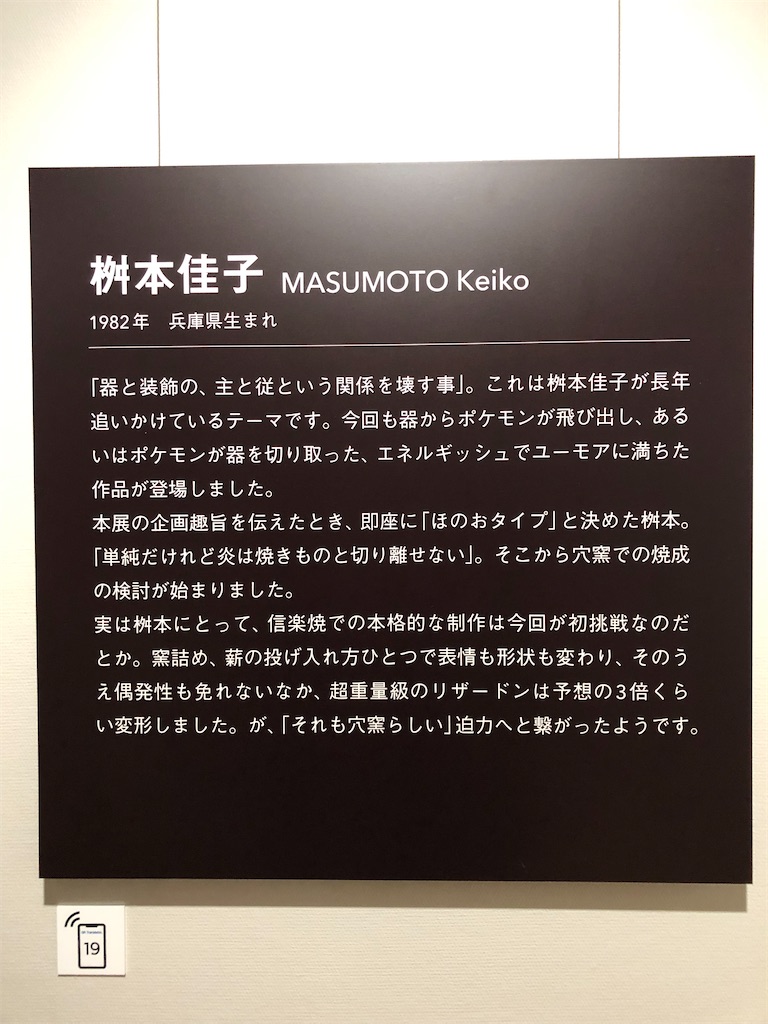 桝本佳子 MASUMOTO Keiko
1982年　兵庫県生まれ
「器と装飾の、主と従という関係を壊す事」。これは桝本佳子が長年
追いかけているテーマです。今回も器からポケモンが飛び出し、ある
いはポケモンが器を切り取った、エネルギッシュでユーモアに満ちた
作品が登場しました。
本展の企画趣旨を伝えたとき、即座に「ほのおタイプ」と決めた桝本。
「単純だけれど炎は焼きものと切り離せない」。そこから穴窯での焼成
の検討が始まりました。
実は桝本にとって、信楽焼での本格的な制作は今回が初挑戦なのだ
とか。窯詰め、薪の投げ入れ方ひとつで表情も形状も変わり、そのう
え偶発性も免れないなか、超重量級のリザードンは予想の3倍くら
い変形しました。が、「それも穴窯らしい」迫力へと繋がったようです。
19